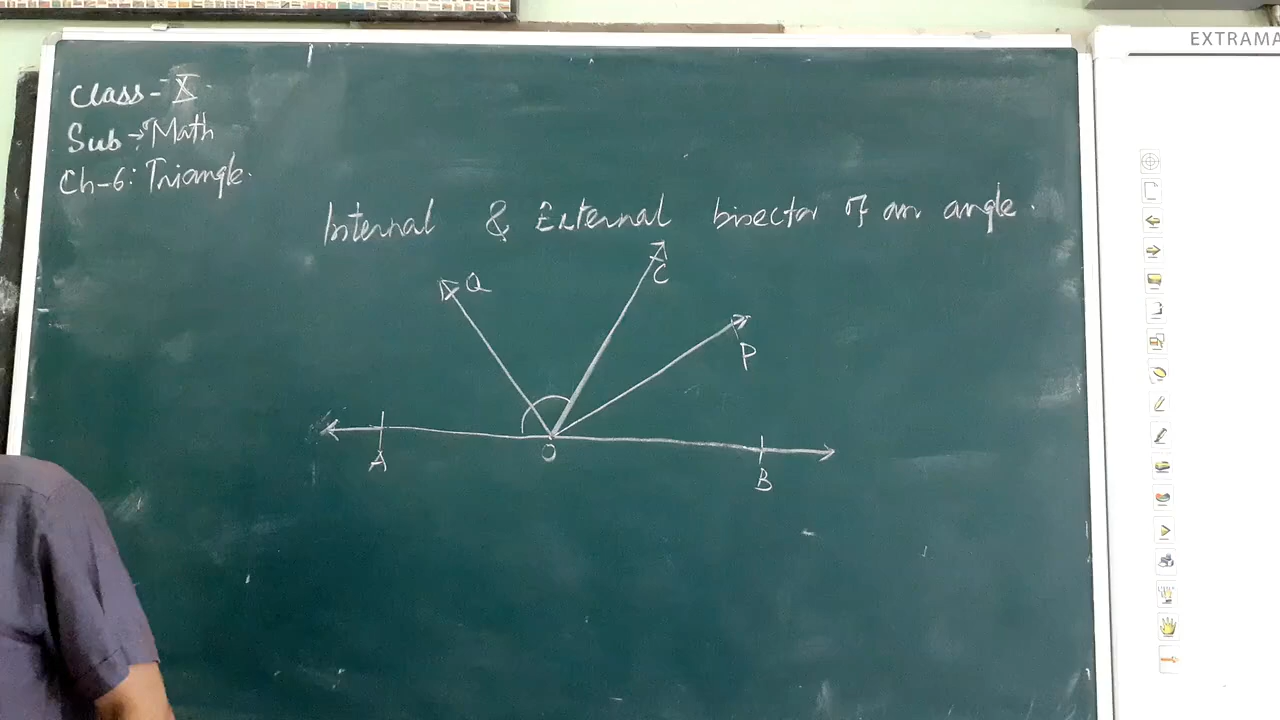 EXTRAMA
Class - X
Sub → Math
Ch-6: Triangle.
Internal & External bisector of an angle.
Q
C
P
A
O
B